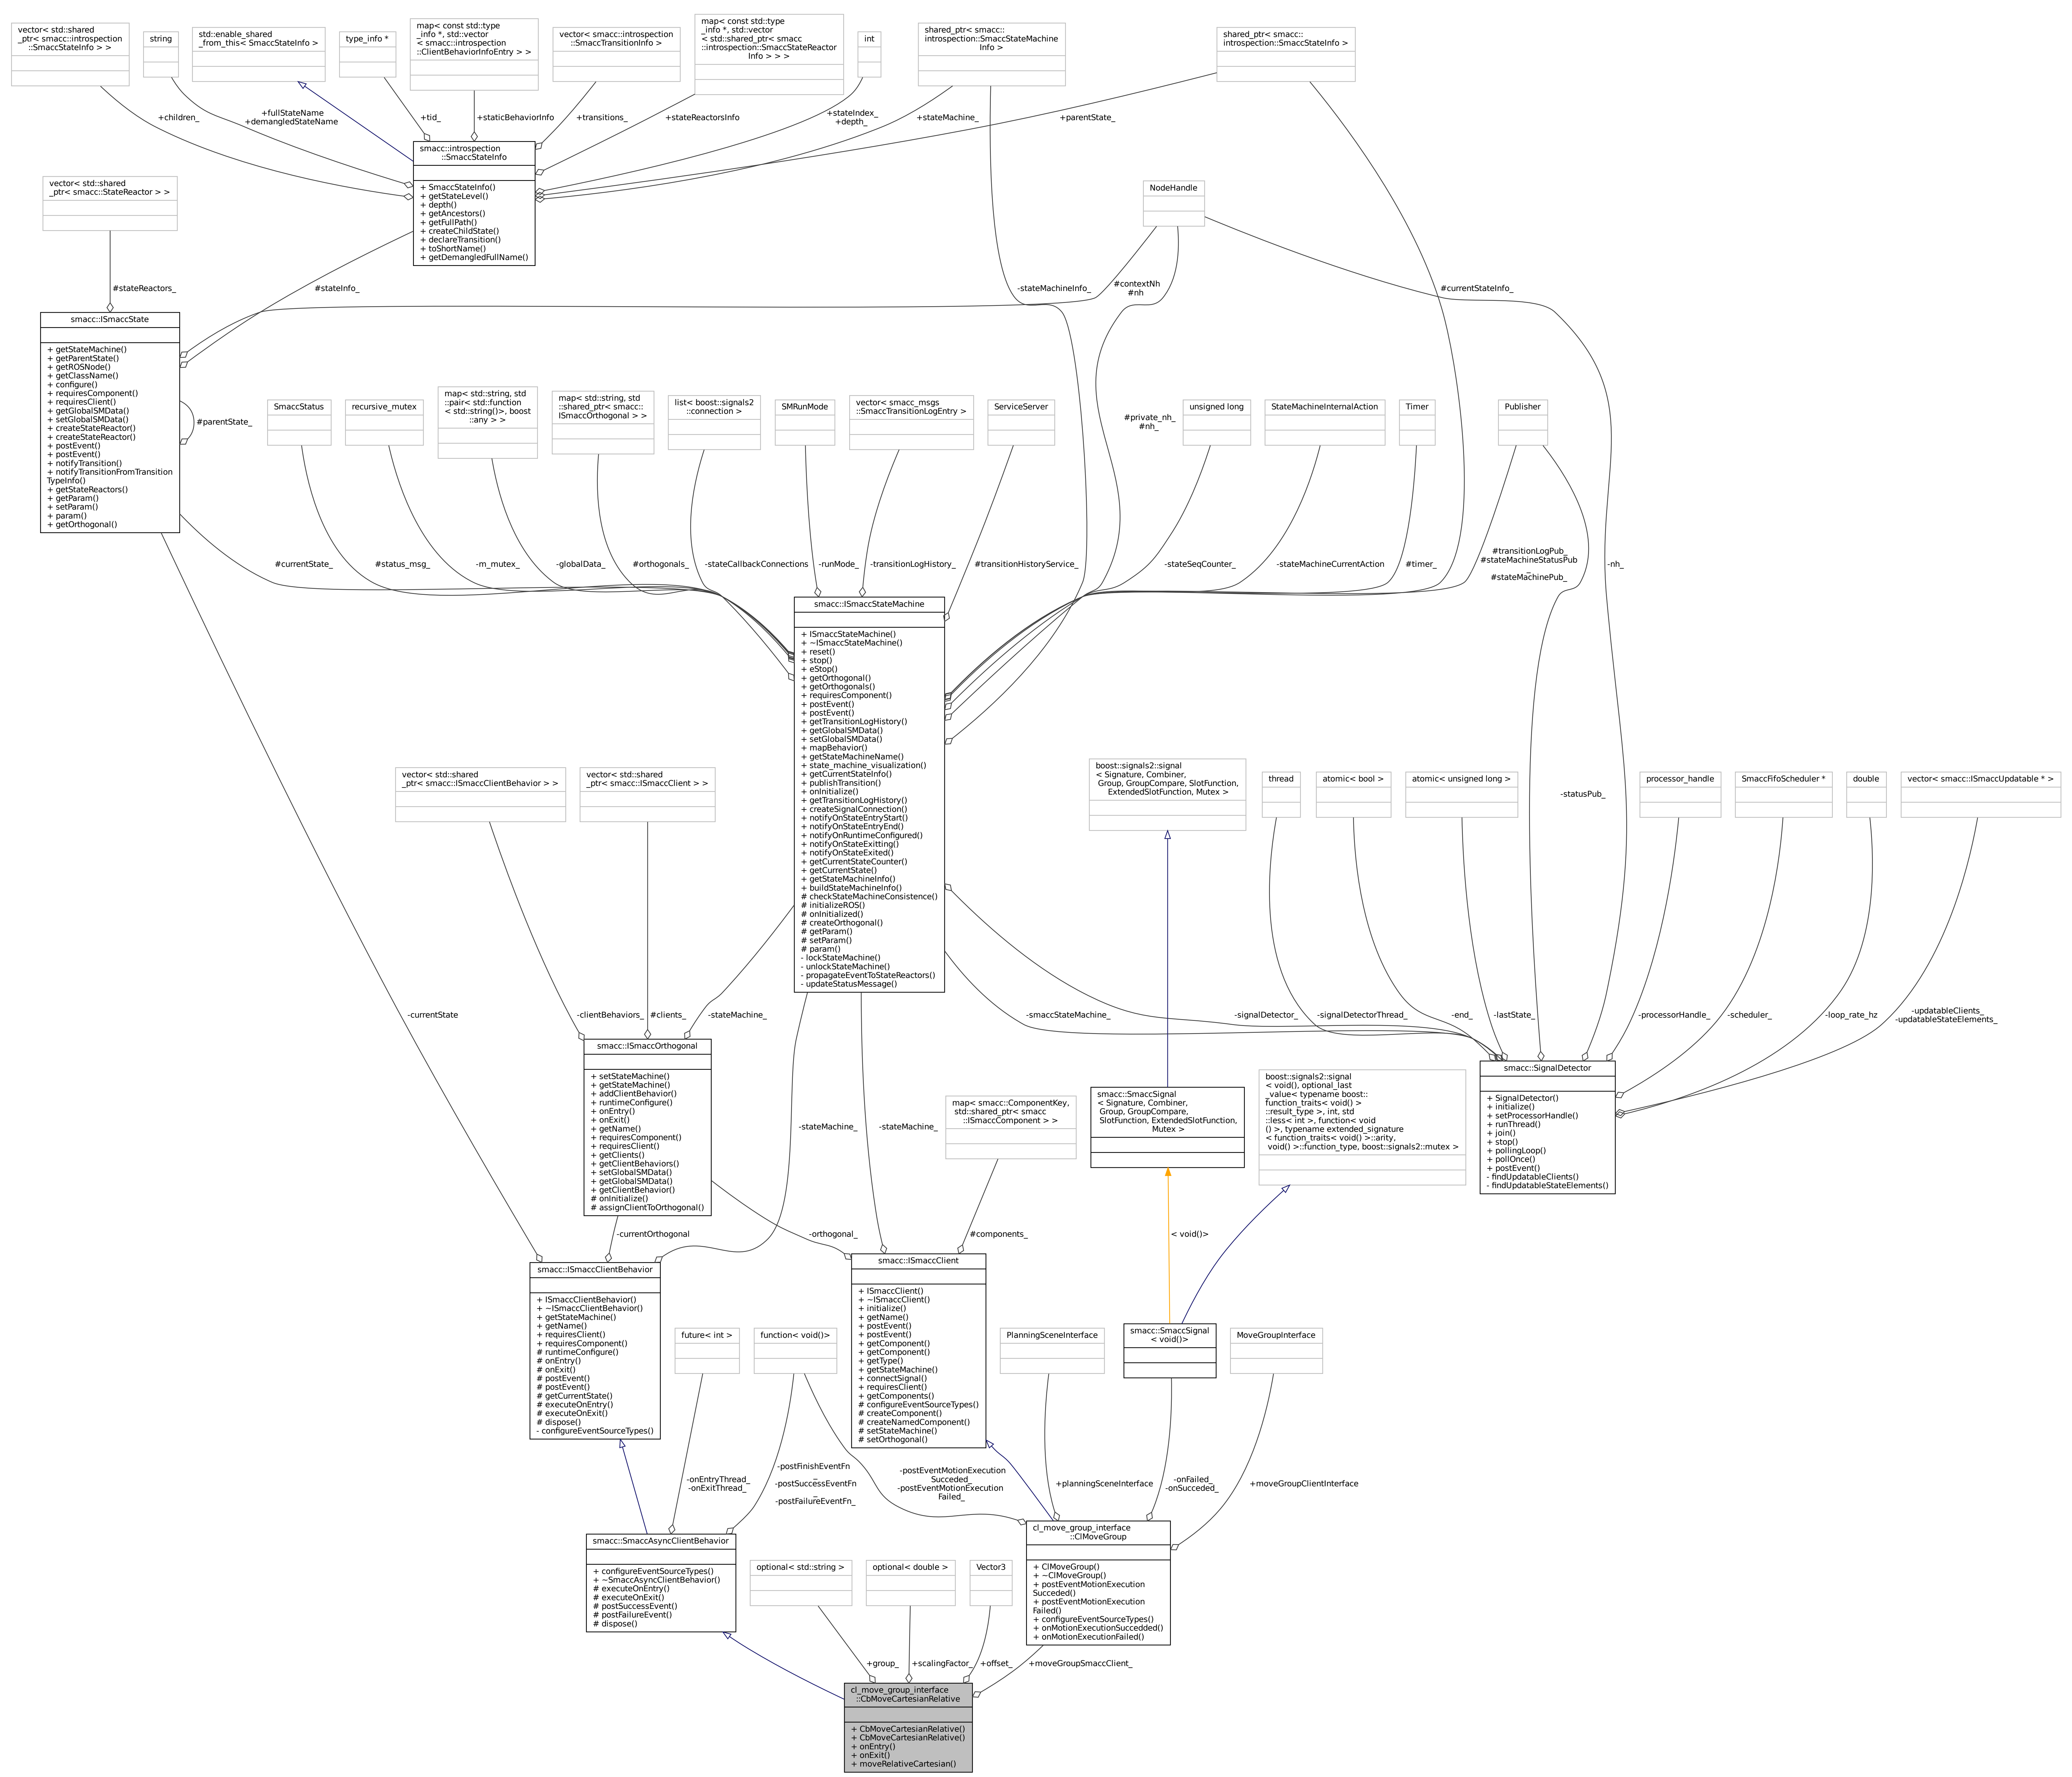 vector< std::shared
_ptr< smacc::introspection
::SmaccStateInfo > >
string
std::enable_shared
_from_this< SmaccStateInfo >
type_info *
map< const std::type
_info *, std::vector
< smacc::introspection
::ClientBehaviorInfoEntry > >
vector< smacc::introspection
::SmaccTransitionInfo >
map< const std::type
_info *, std::vector
< std::shared_ptr< smacc
::introspection::SmaccStateReactor
Info > > >
int
shared_ptr< smacc::
introspection::SmaccStateMachine
Info >
shared_ptr< smacc::
introspection::SmaccStateInfo >
+children_
+fullStateName
+demangledStateName
+tid_
+staticBehaviorInfo
+transitions_
+stateReactorsInfo
+stateIndex_
+depth_
+stateMachine_
+parentState_
smacc::introspection
::SmaccStateInfo
+ SmaccStateInfo()
+ getStateLevel()
+ depth()
+ getAncestors()
+ getFullPath()
+ createChildState()
+ declareTransition()
+ toShortName()
+ getDemangledFullName()
vector< std::shared
_ptr< smacc::StateReactor > >
NodeHandle
#stateReactors_
#stateInfo_
-stateMachineInfo_
#contextNh
#nh
#currentStateInfo_
smacc::ISmaccState
+ getStateMachine()
+ getParentState()
+ getROSNode()
+ getClassName()
+ configure()
+ requiresComponent()
+ requiresClient()
+ getGlobalSMData()
+ setGlobalSMData()
+ createStateReactor()
+ createStateReactor()
+ postEvent()
+ postEvent()
+ notifyTransition()
+ notifyTransitionFromTransition
TypeInfo()
+ getStateReactors()
+ getParam()
+ setParam()
+ param()
+ getOrthogonal()
#parentState_
SmaccStatus
recursive_mutex
map< std::string, std
::pair< std::function
< std::string()>, boost
::any > >
map< std::string, std
::shared_ptr< smacc::
ISmaccOrthogonal > >
list< boost::signals2
::connection >
SMRunMode
vector< smacc_msgs
::SmaccTransitionLogEntry >
ServiceServer
#private_nh_
#nh_
unsigned long
StateMachineInternalAction
Timer
Publisher
#currentState_
#status_msg_
-m_mutex_
-globalData_
#orthogonals_
-stateCallbackConnections
-runMode_
-transitionLogHistory_
#transitionHistoryService_
-stateSeqCounter_
-stateMachineCurrentAction
#timer_
#transitionLogPub_
#stateMachineStatusPub
_
#stateMachinePub_
-nh_
smacc::ISmaccStateMachine
+ ISmaccStateMachine()
+ ~ISmaccStateMachine()
+ reset()
+ stop()
+ eStop()
+ getOrthogonal()
+ getOrthogonals()
+ requiresComponent()
+ postEvent()
+ postEvent()
+ getTransitionLogHistory()
+ getGlobalSMData()
+ setGlobalSMData()
+ mapBehavior()
+ getStateMachineName()
+ state_machine_visualization()
+ getCurrentStateInfo()
+ publishTransition()
+ onInitialize()
+ getTransitionLogHistory()
+ createSignalConnection()
+ notifyOnStateEntryStart()
+ notifyOnStateEntryEnd()
+ notifyOnRuntimeConfigured()
+ notifyOnStateExitting()
+ notifyOnStateExited()
+ getCurrentStateCounter()
+ getCurrentState()
+ getStateMachineInfo()
+ buildStateMachineInfo()
# checkStateMachineConsistence()
# initializeROS()
# onInitialized()
# createOrthogonal()
# getParam()
# setParam()
# param()
- lockStateMachine()
- unlockStateMachine()
- propagateEventToStateReactors()
- updateStatusMessage()
vector< std::shared
_ptr< smacc::ISmaccClientBehavior > >
vector< std::shared
_ptr< smacc::ISmaccClient > >
boost::signals2::signal
< Signature, Combiner,
Group, GroupCompare, SlotFunction,
ExtendedSlotFunction, Mutex >
thread
atomic< bool >
atomic< unsigned long >
-statusPub_
processor_handle
SmaccFifoScheduler *
double
vector< smacc::ISmaccUpdatable * >
-currentState
-clientBehaviors_
#clients_
-stateMachine_
-smaccStateMachine_
-signalDetector_
-signalDetectorThread_
-end_
-lastState_
-processorHandle_
-scheduler_
-loop_rate_hz
-updatableClients_
-updatableStateElements_
smacc::ISmaccOrthogonal
+ setStateMachine()
+ getStateMachine()
+ addClientBehavior()
+ runtimeConfigure()
+ onEntry()
+ onExit()
+ getName()
+ requiresComponent()
+ requiresClient()
+ getClients()
+ getClientBehaviors()
+ setGlobalSMData()
+ getGlobalSMData()
+ getClientBehavior()
# onInitialize()
# assignClientToOrthogonal()
-stateMachine_
-stateMachine_
map< smacc::ComponentKey,
std::shared_ptr< smacc
::ISmaccComponent > >
smacc::SmaccSignal
< Signature, Combiner,
Group, GroupCompare,
SlotFunction, ExtendedSlotFunction,
Mutex >
boost::signals2::signal
< void(), optional_last
_value< typename boost::
function_traits< void() >
::result_type >, int, std
::less< int >, function< void
() >, typename extended_signature
< function_traits< void() >::arity,
void() >::function_type, boost::signals2::mutex >
smacc::SignalDetector
+ SignalDetector()
+ initialize()
+ setProcessorHandle()
+ runThread()
+ join()
+ stop()
+ pollingLoop()
+ pollOnce()
+ postEvent()
- findUpdatableClients()
- findUpdatableStateElements()
-currentOrthogonal
-orthogonal_
#components_
< void()>
smacc::ISmaccClientBehavior
+ ISmaccClientBehavior()
+ ~ISmaccClientBehavior()
+ getStateMachine()
+ getName()
+ requiresClient()
+ requiresComponent()
# runtimeConfigure()
# onEntry()
# onExit()
# postEvent()
# postEvent()
# getCurrentState()
# executeOnEntry()
# executeOnExit()
# dispose()
- configureEventSourceTypes()
future< int >
function< void()>
smacc::ISmaccClient
+ ISmaccClient()
+ ~ISmaccClient()
+ initialize()
+ getName()
+ postEvent()
+ postEvent()
+ getComponent()
+ getComponent()
+ getType()
+ getStateMachine()
+ connectSignal()
+ requiresClient()
+ getComponents()
# configureEventSourceTypes()
# createComponent()
# createNamedComponent()
# setStateMachine()
# setOrthogonal()
PlanningSceneInterface
smacc::SmaccSignal
< void()>
MoveGroupInterface
-onEntryThread_
-onExitThread_
-postFinishEventFn
_
-postSuccessEventFn
_
-postFailureEventFn_
-postEventMotionExecution
Succeded_
-postEventMotionExecution
Failed_
+planningSceneInterface
-onFailed_
-onSucceded_
+moveGroupClientInterface
smacc::SmaccAsyncClientBehavior
+ configureEventSourceTypes()
+ ~SmaccAsyncClientBehavior()
# executeOnEntry()
# executeOnExit()
# postSuccessEvent()
# postFailureEvent()
# dispose()
optional< std::string >
optional< double >
Vector3
cl_move_group_interface
::ClMoveGroup
+ ClMoveGroup()
+ ~ClMoveGroup()
+ postEventMotionExecution
Succeded()
+ postEventMotionExecution
Failed()
+ configureEventSourceTypes()
+ onMotionExecutionSuccedded()
+ onMotionExecutionFailed()
+group_
+scalingFactor_
+offset_
+moveGroupSmaccClient_
cl_move_group_interface
::CbMoveCartesianRelative
+ CbMoveCartesianRelative()
+ CbMoveCartesianRelative()
+ onEntry()
+ onExit()
+ moveRelativeCartesian()